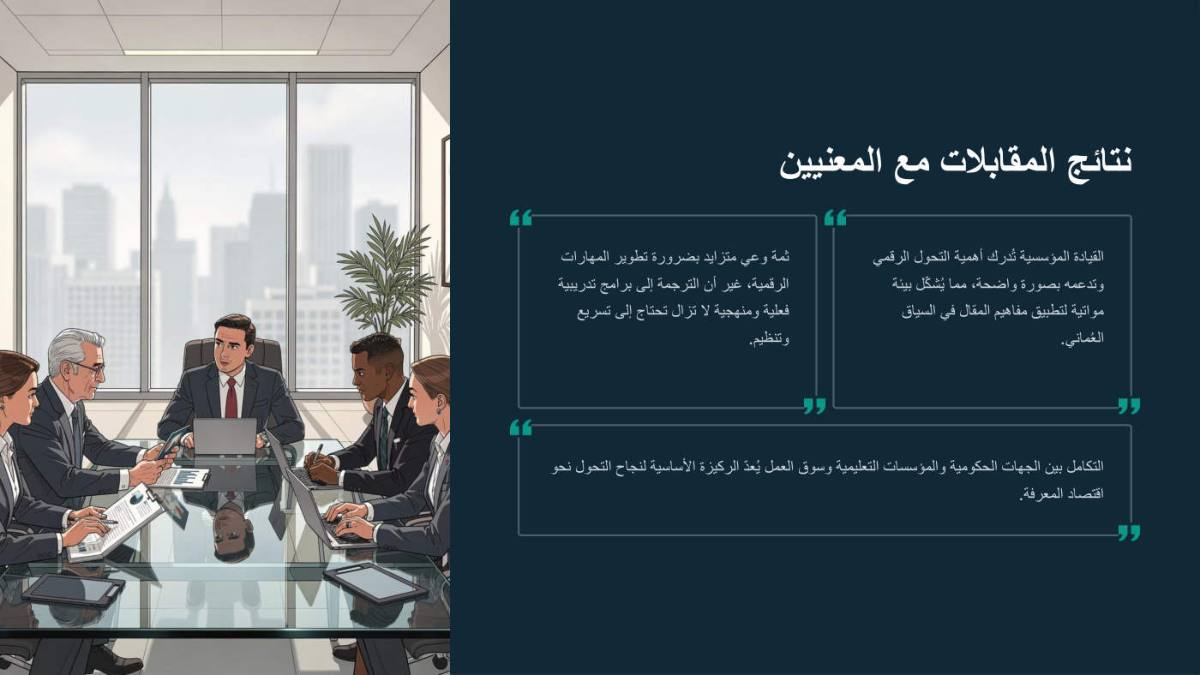 نتائج المقابلات مع المعنيين
القيادة المؤسسية تُدرك أهمية التحول الرقمي
وتدعمه بصورة واضحة، مما يُشكّل بيئة
مواتية لتطبيق مفاهيم المقال في السياق
العُماني.
ثمة وعي متزايد بضرورة تطوير المهارات
الرقمية، غير أن الترجمة إلى برامج تدريبية
فعلية ومنهجية لا تزال تحتاج إلى تسريع
وتنظيم.
التكامل بين الجهات الحكومية والمؤسسات التعليمية وسوق العمل يُعدّ الركيزة الأساسية لنجاح التحول نحو
اقتصاد المعرفة.